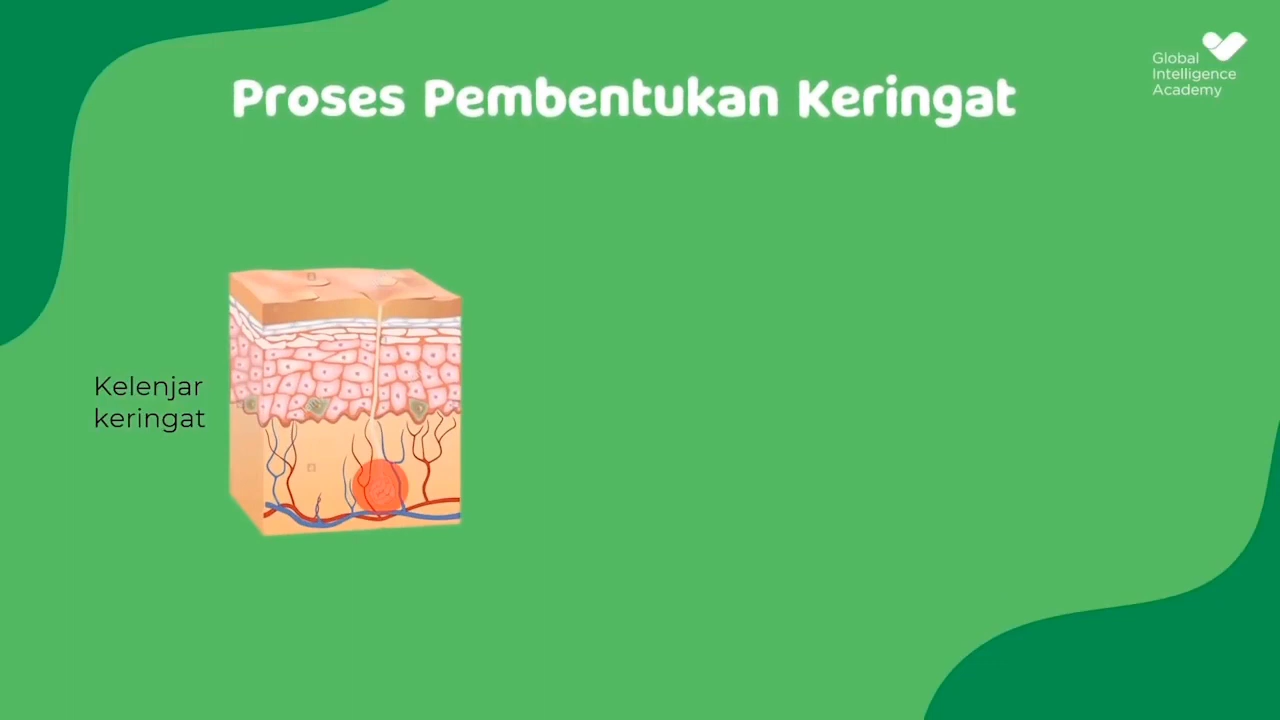 Proses Pembentukan Keringat
Global
Intelligence
Academy
Kelenjar
keringat